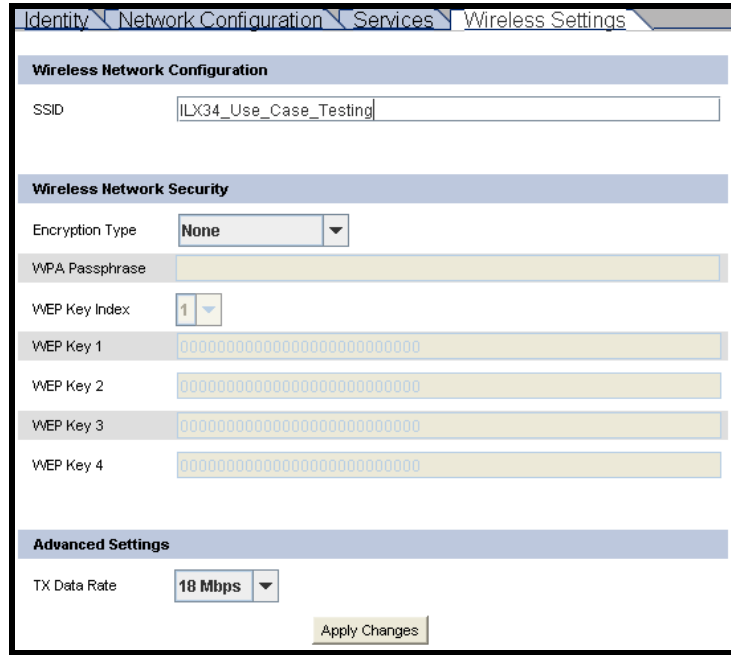 Identity Network Configuration Services Wireless Settings
Wireless Network Configuration
SSID ILX34_Use_Case_Testing
Wireless Network Security
Encryption Type None
WPA Passphrase
WEP Key Index 1
WEP Key 1 00000000000000000000000000
WEP Key 2 00000000000000000000000000
WEP Key 3 00000000000000000000000000
WEP Key 4 00000000000000000000000000
Advanced Settings
TX Data Rate 18 Mbps
Apply Changes